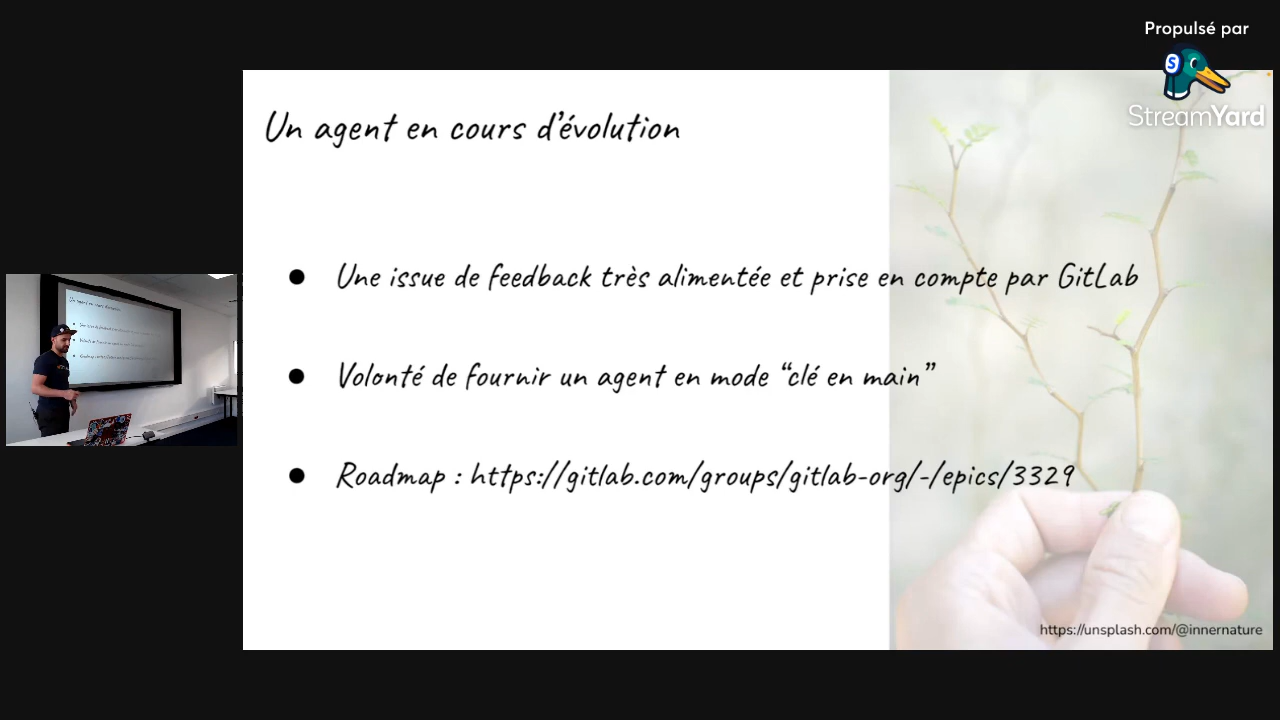 Propulsé par
StreamYard
Un agent en cours d'évolution
● Une issue de feedback très alimentée et prise en compte par GitLab
● Volonté de fournir un agent en mode “clé en main”
● Roadmap : https://gitlab.com/groups/gitlab-org/-/epics/3329
https://unsplash.com/@innernature